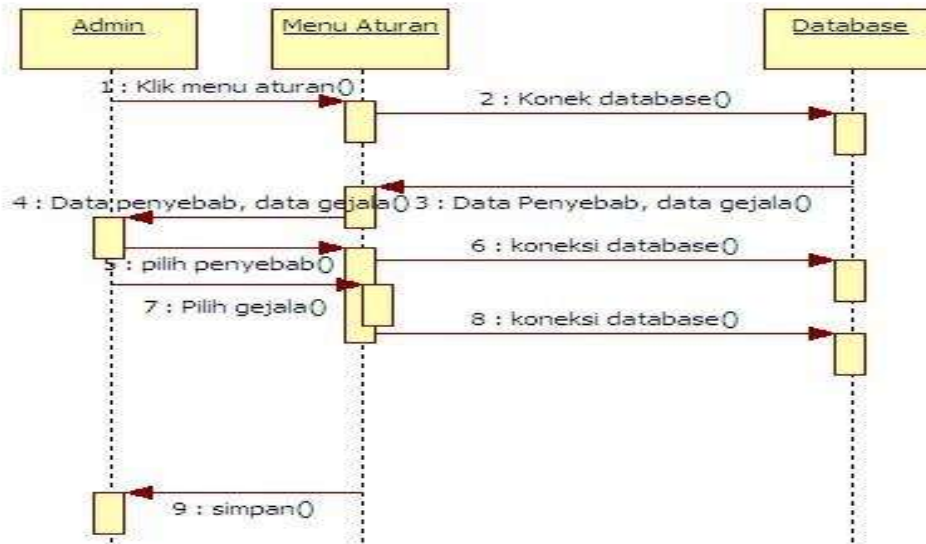 Admin
Menu Aturan
Database
1 : Klik menu aturan()
2 : Konek database()
4 : Data penyebab, data gejala()
3 : Data Penyebab, data gejala()
6 : koneksi database()
5 : pilih penyebab()
7 : Pilih gejala()
8 : koneksi database()
9 : simpan()